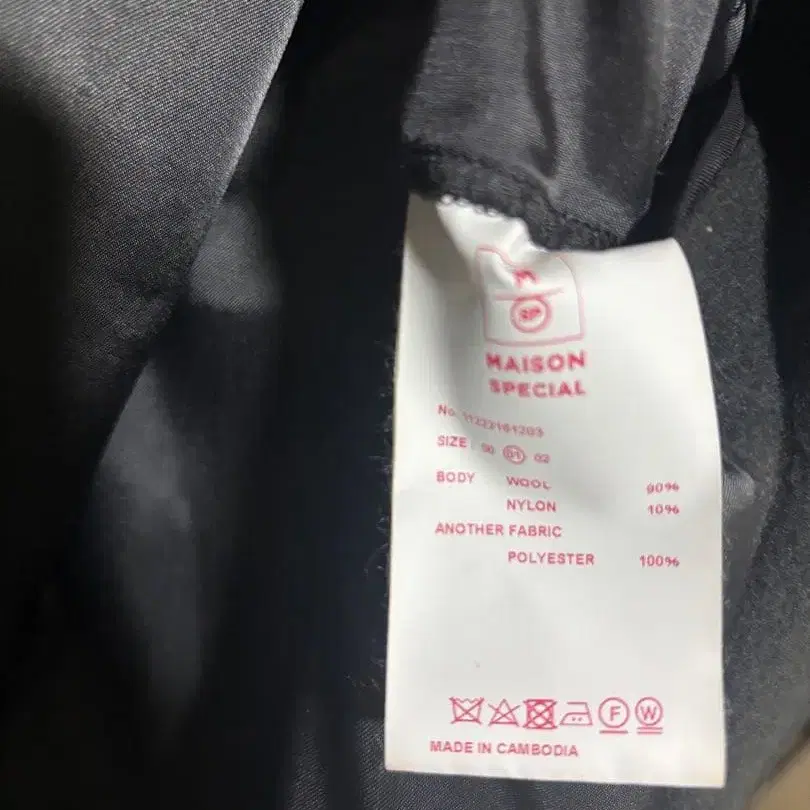 M
SP
MAISON
SPECIAL
No. 11222161203
SIZE 00 01 02
BODY WOOL 90%
NYLON 10%
ANOTHER FABRIC
POLYESTER 100%
F W
MADE IN CAMBODIA